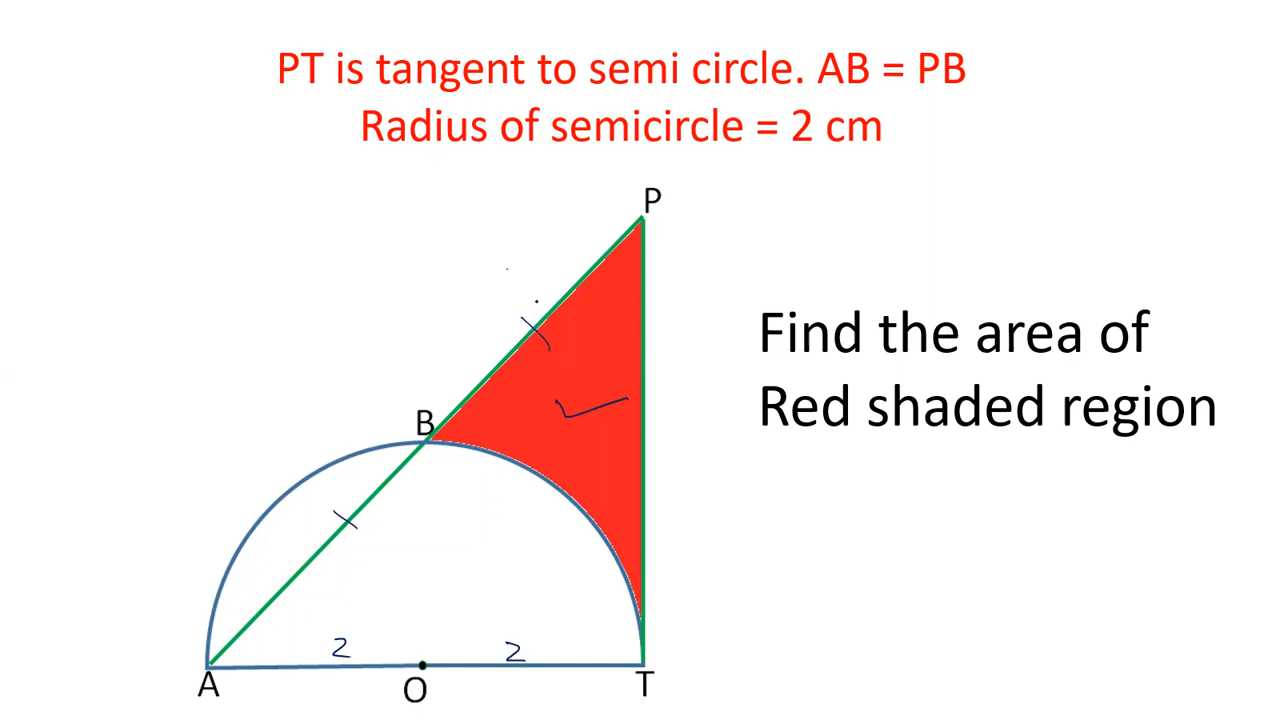 PT is tangent to semi circle. AB = PB
Radius of semicircle = 2 cm
P
Find the area of
Red shaded region
B
2
2
A
O
T